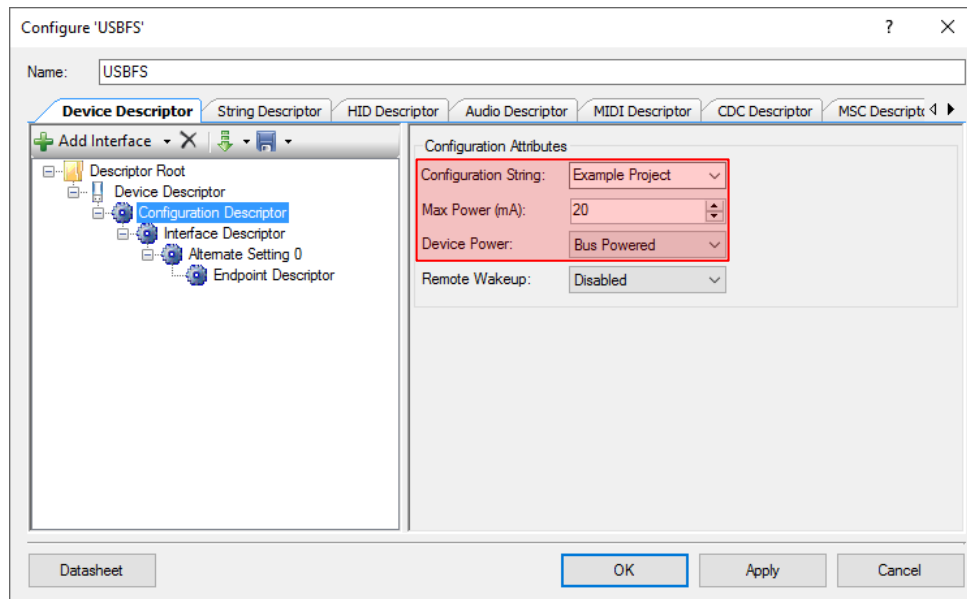 Configure 'USBFS'
?
Name: USBFS
Device Descriptor String Descriptor HID Descriptor Audio Descriptor MIDI Descriptor CDC Descriptor MSC Descripto
Add Interface
Descriptor Root
Device Descriptor
Configuration Descriptor
Interface Descriptor
Alternate Setting 0
Endpoint Descriptor
Configuration Attributes
Configuration String: Example Project
Max Power (mA): 20
Device Power: Bus Powered
Remote Wakeup: Disabled
Datasheet OK Apply Cancel